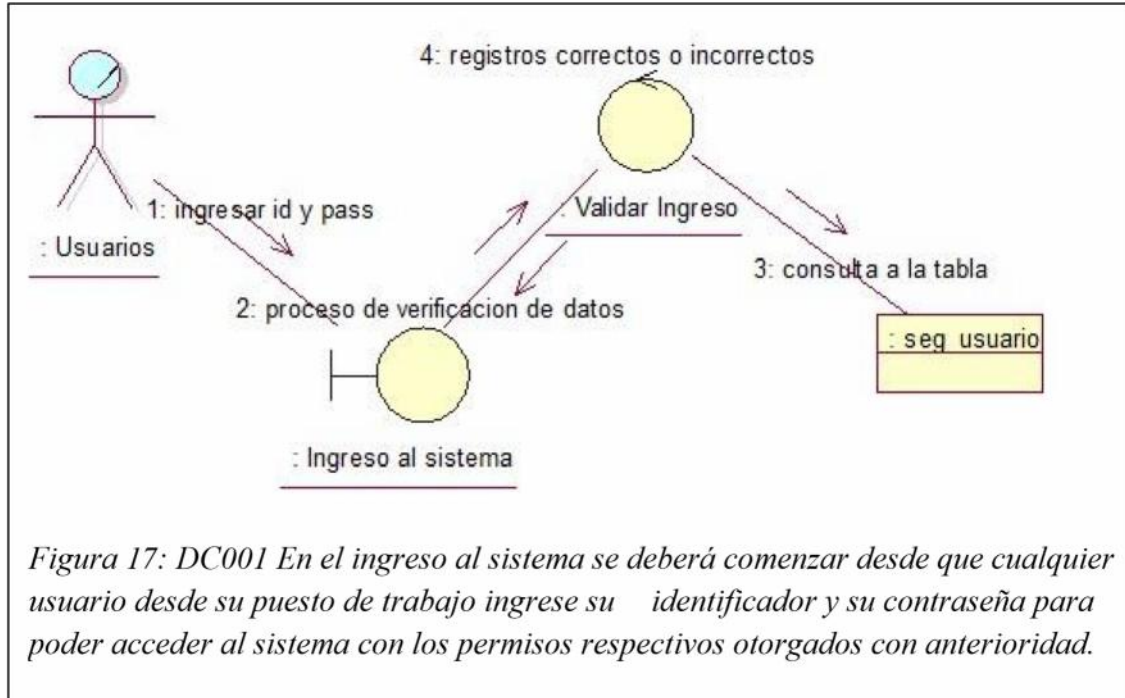 4: registros correctos o incorrectos
1: ingresar id y pass
: Validar Ingreso
: Usuarios
3: consulta a la tabla
2: proceso de verificacion de datos
: seg_usuario
: Ingreso al sistema
Figura 17: DC001 En el ingreso al sistema se deberá comenzar desde que cualquier
usuario desde su puesto de trabajo ingrese su identificador y su contraseña para
poder acceder al sistema con los permisos respectivos otorgados con anterioridad.